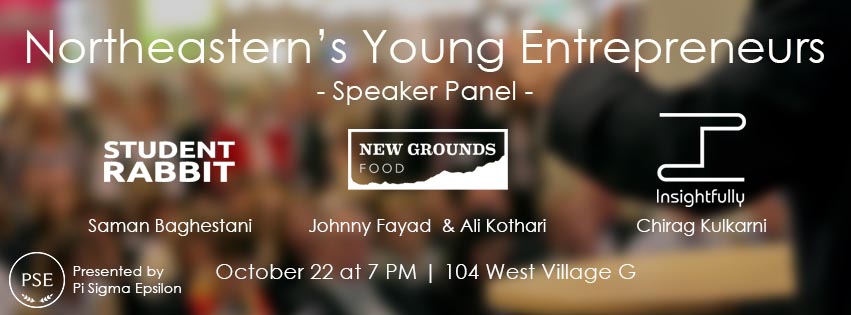 Northeastern's Young Entrepreneurs
- Speaker Panel -
STUDENT
RABBIT
NEW GROUNDS
FOOD
Insightfully
Saman Baghestani
Johnny Fayad & Ali Kothari
Chirag Kulkarni
PSE
Presented by
Pi Sigma Epsilon
October 22 at 7 PM | 104 West Village G